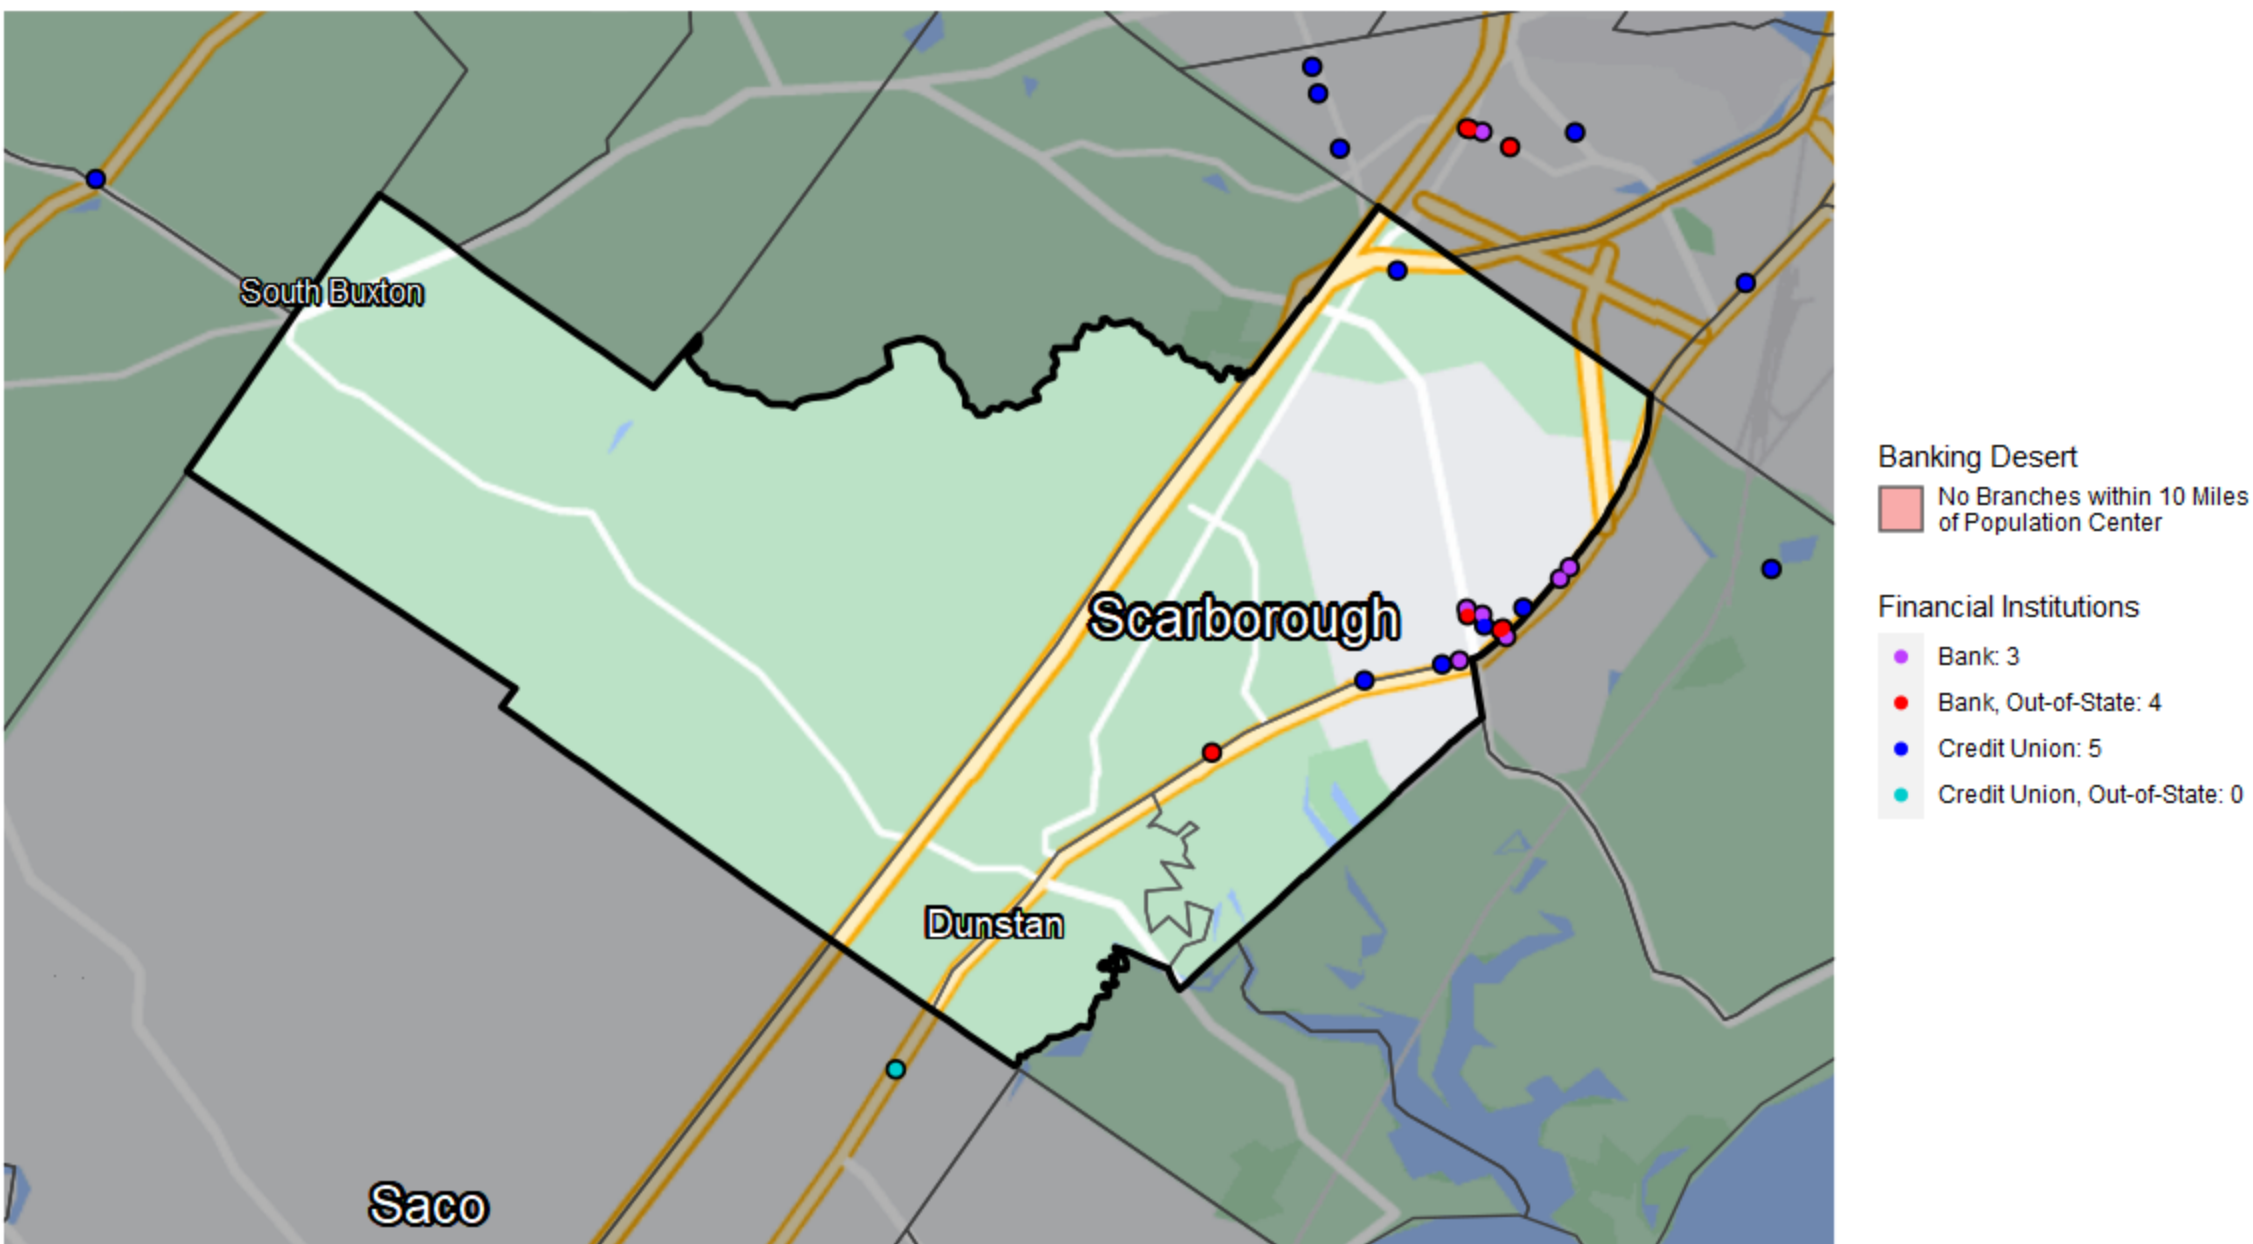 South Buxton
Scarborough
Dunstan
Saco
Banking Desert
No Branches within 10 Miles
of Population Center
Financial Institutions
Bank: 3
Bank, Out-of-State: 4
Credit Union: 5
Credit Union, Out-of-State: 0